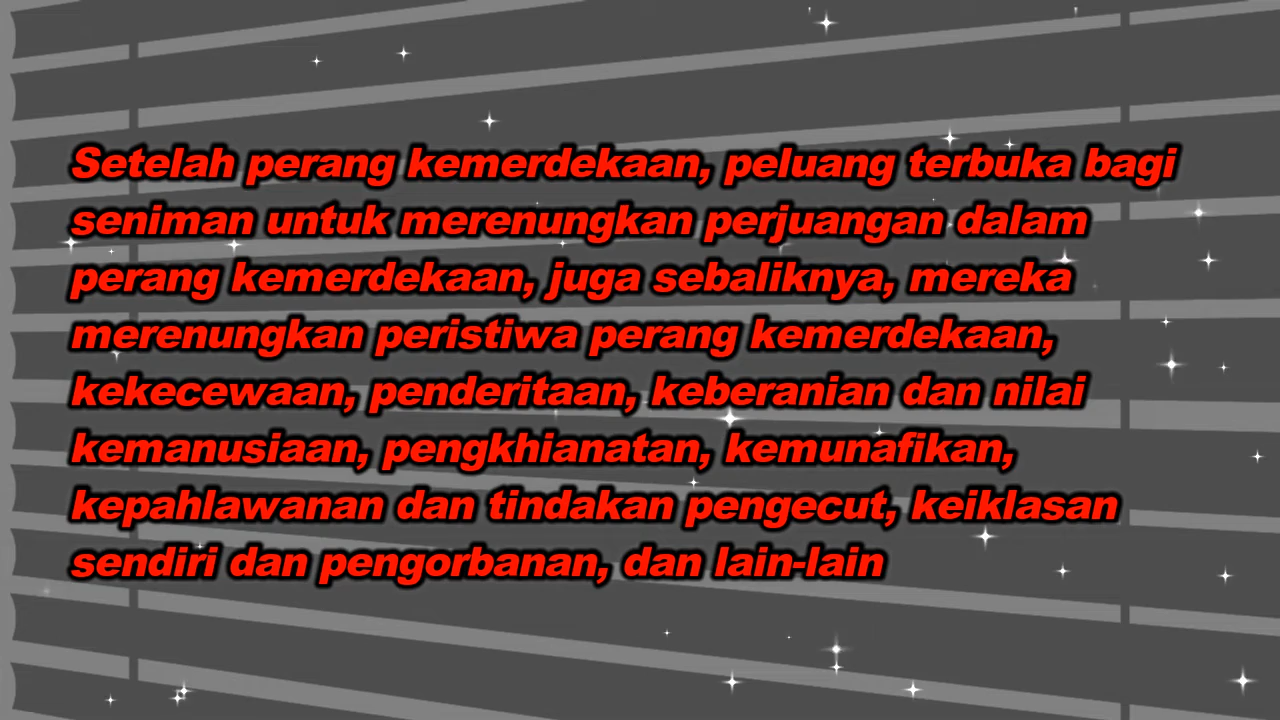 Setelah perang kemerdekaan, peluang terbuka bagi
seniman untuk merenungkan perjuangan dalam
perang kemerdekaan, juga sebaliknya, mereka
merenungkan peristiwa perang kemerdekaan,
kekecewaan, penderitaan, keberanian dan nilai
kemanusiaan, pengkhianatan, kemunafikan,
kepahlawanan dan tindakan pengecut, keiklasan
sendiri dan pengorbanan, dan lain-lain